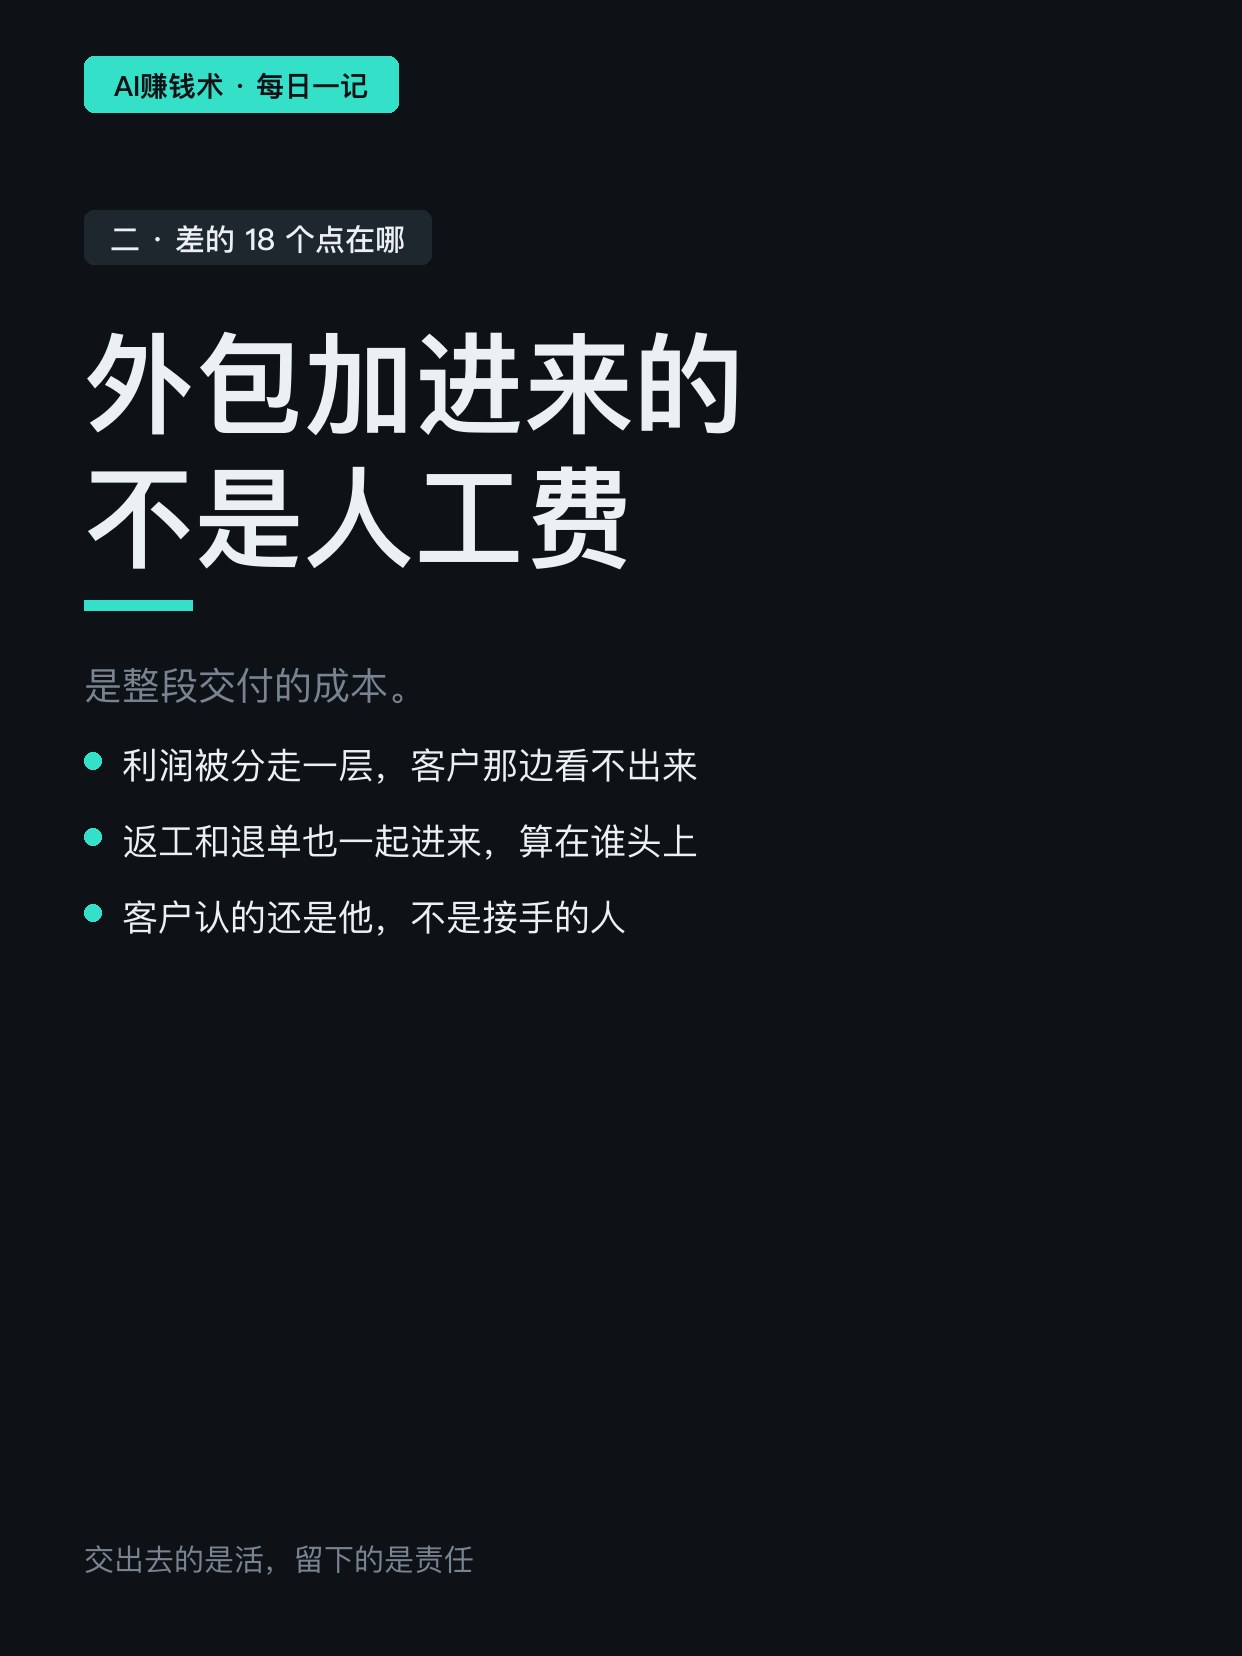 AI赚钱术 · 每日一记
二 · 差的 18 个点在哪
外包加进来的
不是人工费
是整段交付的成本。
利润被分走一层，客户那边看不出来
返工和退单也一起进来，算在谁头上
客户认的还是他，不是接手的人
交出去的是活，留下的是责任